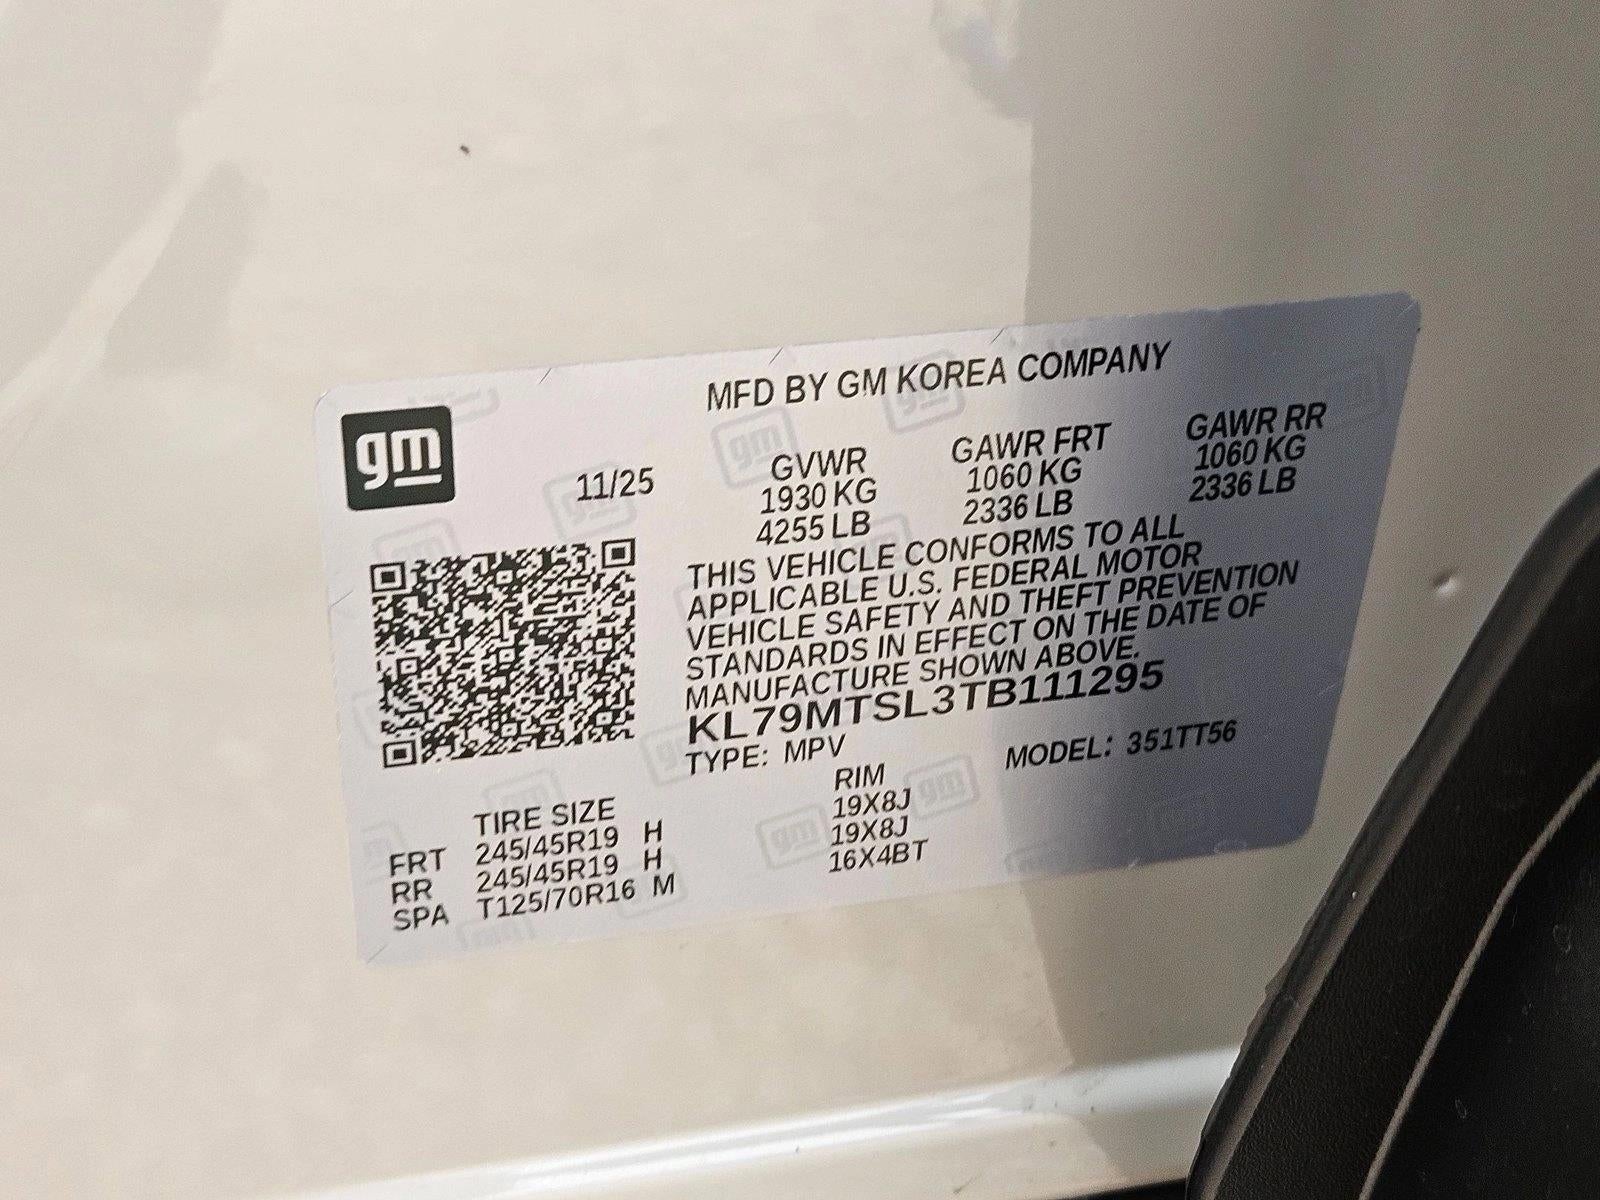 MFD BY GM KOREA COMPANY
gm
11/25
GVWR GAWR FRT GAWR RR
1930 KG 1060 KG 1060 KG
4255 LB 2336 LB 2336 LB
THIS VEHICLE CONFORMS TO ALL
APPLICABLE U.S. FEDERAL MOTOR
VEHICLE SAFETY AND THEFT PREVENTION
STANDARDS IN EFFECT ON THE DATE OF
MANUFACTURE SHOWN ABOVE.
KL79MTSL3TB111295
TYPE: MPV MODEL: 351TT56
TIRE SIZE RIM
FRT 245/45R19 H 19X8J
RR 245/45R19 H 19X8J
SPA T125/70R16 M 16X4BT